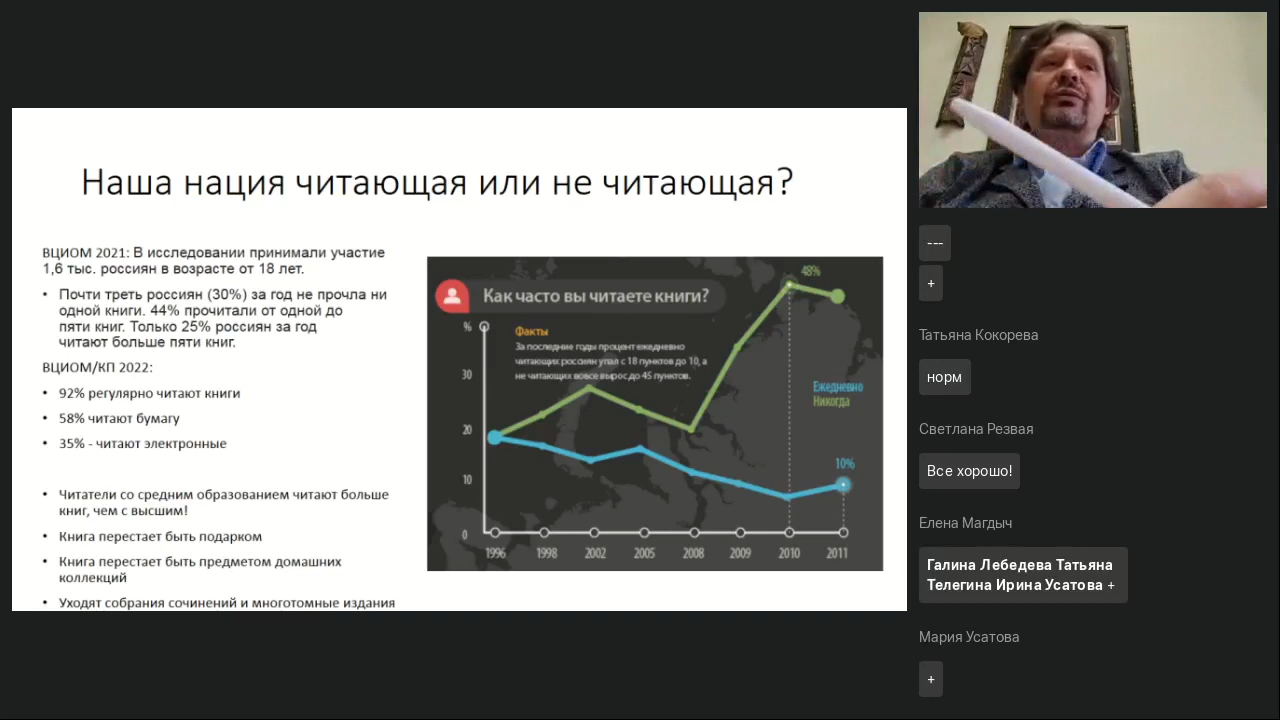 Наша нация читающая или не читающая?
ВЦИОМ 2021: В исследовании принимали участие
1,6 тыс. россиян в возрасте от 18 лет.
• Почти треть россиян (30%) за год не прочла ни
одной книги. 44% прочитали от одной до
пяти книг. Только 25% россиян за год
читают больше пяти книг.
ВЦИОМ/КП 2022:
• 92% регулярно читают книги
• 58% читают бумагу
• 35% - читают электронные
• Читатели со средним образованием читают больше
книг, чем с высшим!
• Книга перестает быть подарком
• Книга перестает быть предметом домашних
коллекций
• Уходят собрания сочинений и многотомные издания
Как часто вы читаете книги?
48%
%
Факты
За последние годы процент ежедневно
читающих россиян упал с 18 пунктов до 10, а
не читающих вовсе вырос до 45 пунктов.
30
20
10
0
Ежедневно
Никогда
10%
1996 1998 2002 2005 2008 2009 2010 2011
---
+
Татьяна Кокорева
норм
Светлана Резвая
Все хорошо!
Елена Магдыч
Галина Лебедева Татьяна
Телегина Ирина Усатова +
Мария Усатова
+